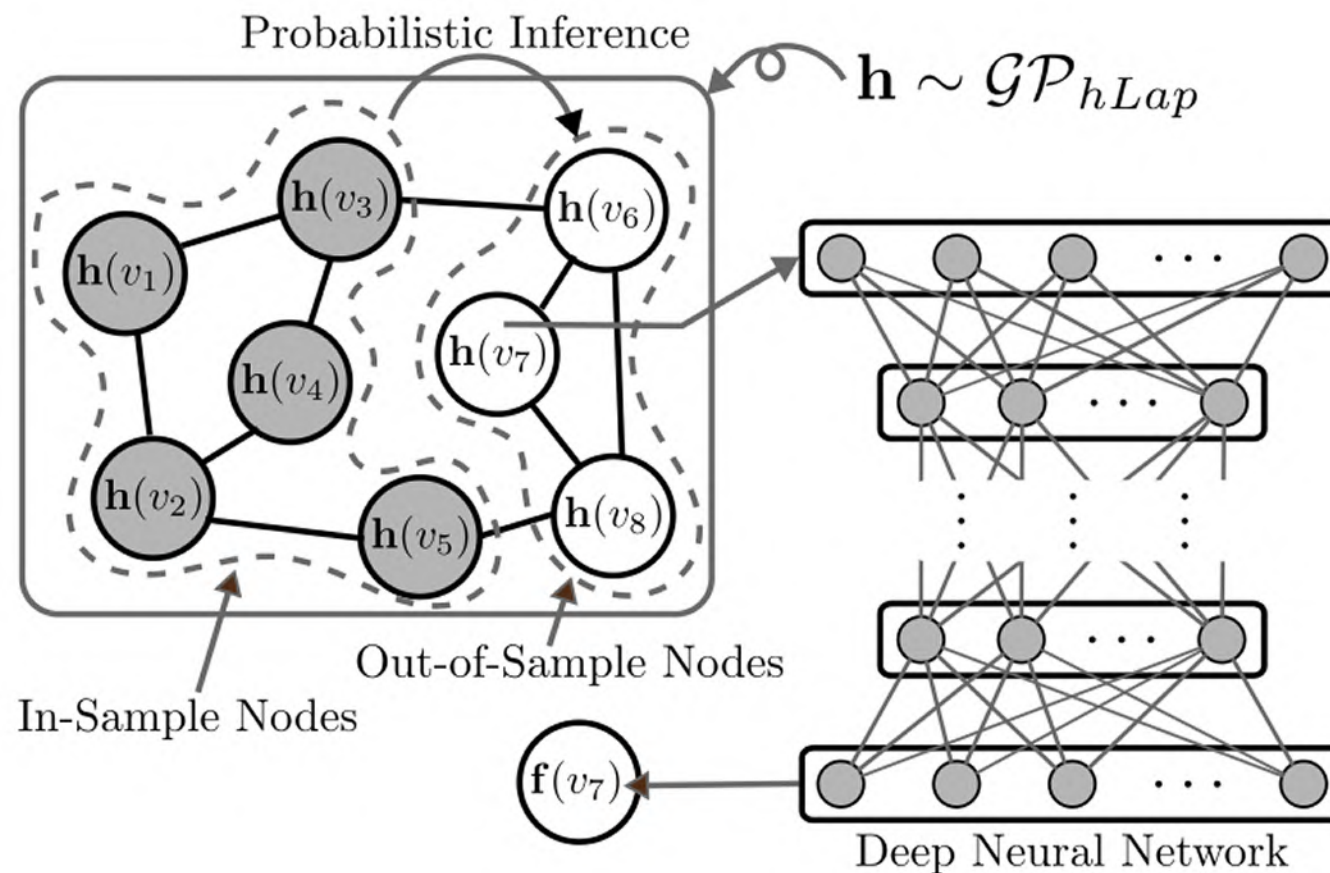 Probabilistic Inference
h ∼ 𝒢𝒫_{hLap}
h(v₃)
h(v₆)
h(v₁)
h(v₇)
h(v₄)
h(v₂)
h(v₅)
h(v₈)
Out-of-Sample Nodes
In-Sample Nodes
f(v₇)
Deep Neural Network